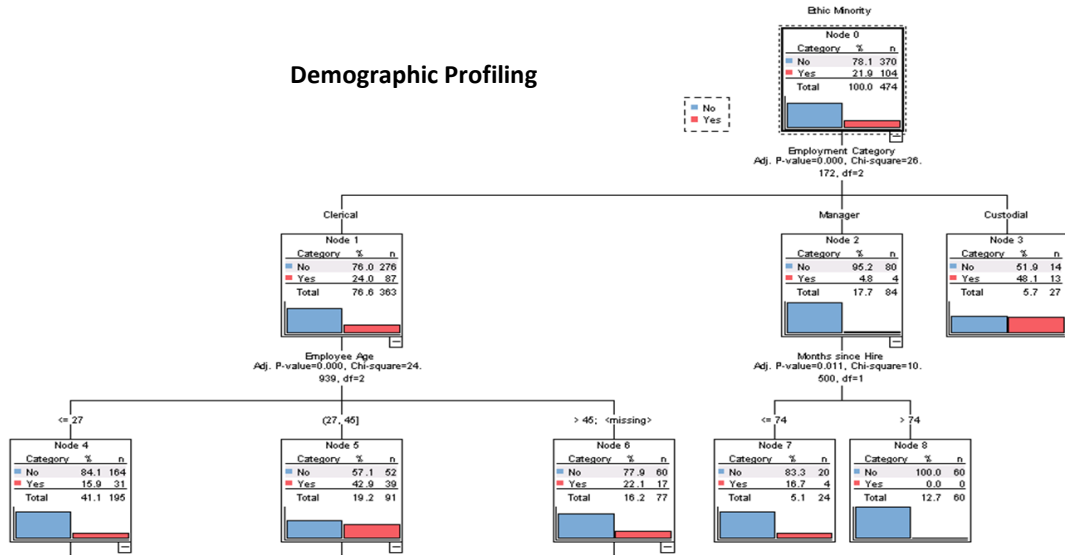 Ethic Minority
Demographic Profiling
Node 0
Category % n
No 78.1 370
Yes 21.9 104
Total 100.0 474
No
Yes
Employment Category
Adj. P-value=0.000, Chi-square=26.
172, df=2
Clerical
Manager
Custodial
Node 1
Category % n
No 76.0 276
Yes 24.0 87
Total 76.6 363
Node 2
Category % n
No 95.2 80
Yes 4.8 4
Total 17.7 84
Node 3
Category % n
No 51.9 14
Yes 48.1 13
Total 5.7 27
Employee Age
Adj. P-value=0.000, Chi-square=24.
939, df=2
Months since Hire
Adj. P-value=0.011, Chi-square=10.
500, df=1
<= 27
(27, 45]
> 45; <missing>
<= 74
> 74
Node 4
Category % n
No 84.1 164
Yes 15.9 31
Total 41.1 195
Node 5
Category % n
No 57.1 52
Yes 42.9 39
Total 19.2 91
Node 6
Category % n
No 77.9 60
Yes 22.1 17
Total 16.2 77
Node 7
Category % n
No 83.3 20
Yes 16.7 4
Total 5.1 24
Node 8
Category % n
No 100.0 60
Yes 0.0 0
Total 12.7 60